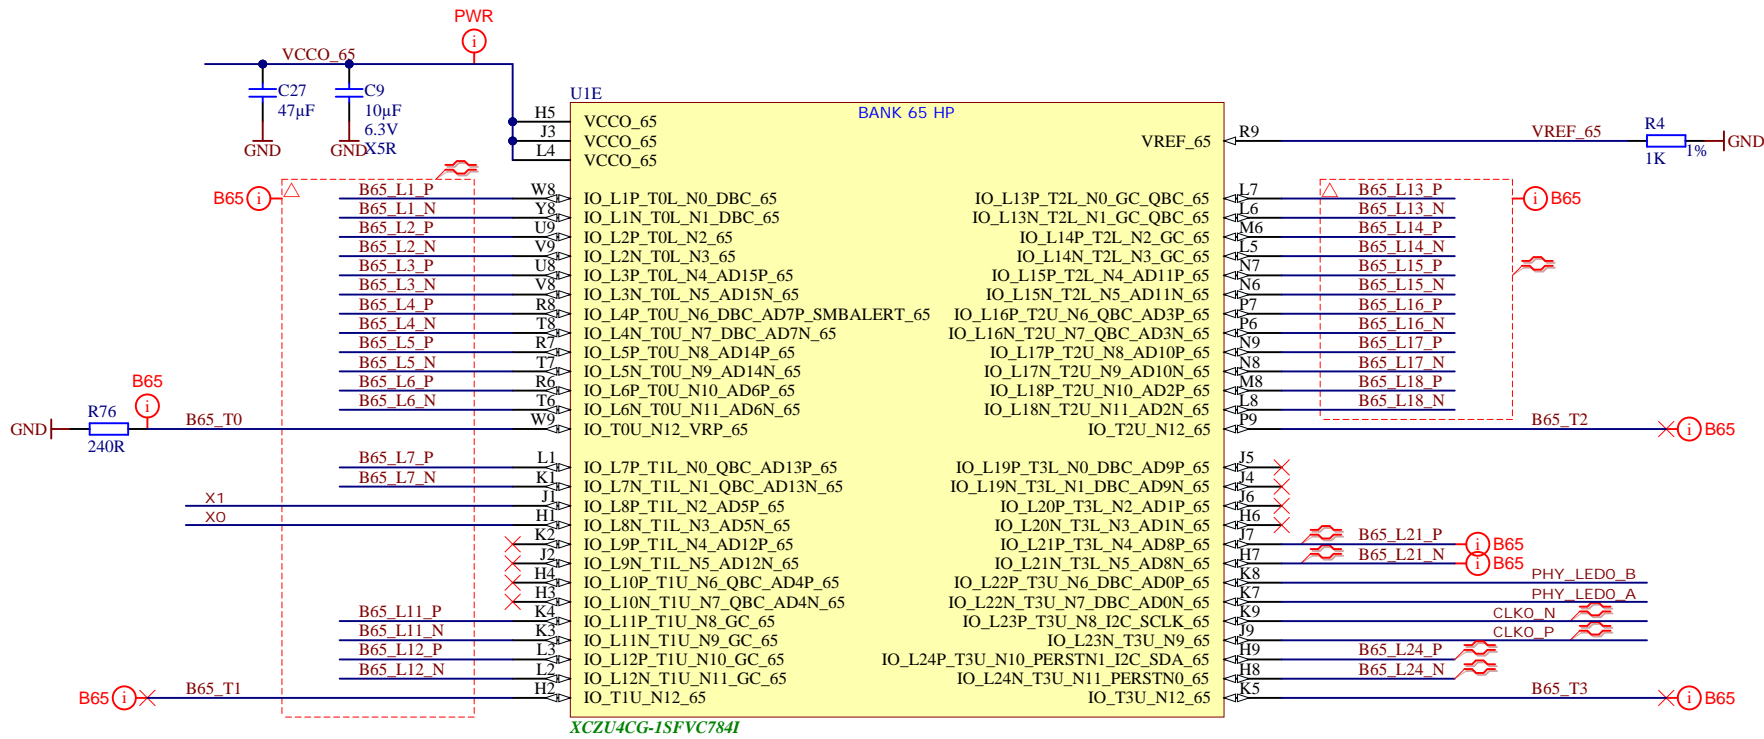 PWR
VCCO_65
C27
47µF
GND
C9
10µF
6.3V
X5R
GND
U1E
BANK 65 HP
H5 VCCO_65
J3 VCCO_65
L4 VCCO_65
VREF_65 R9 VREF_65
R4
1K
1%
GND
B65
B65_L1_P W8 IO_L1P_T0L_N0_DBC_65
B65_L1_N Y8 IO_L1N_T0L_N1_DBC_65
B65_L2_P U9 IO_L2P_T0L_N2_65
B65_L2_N V9 IO_L2N_T0L_N3_65
B65_L3_P U8 IO_L3P_T0L_N4_AD15P_65
B65_L3_N V8 IO_L3N_T0L_N5_AD15N_65
B65_L4_P R8 IO_L4P_T0U_N6_DBC_AD7P_SMBALERT_65
B65_L4_N T8 IO_L4N_T0U_N7_DBC_AD7N_65
B65_L5_P R7 IO_L5P_T0U_N8_AD14P_65
B65_L5_N T7 IO_L5N_T0U_N9_AD14N_65
B65_L6_P R6 IO_L6P_T0U_N10_AD6P_65
B65_L6_N T6 IO_L6N_T0U_N11_AD6N_65
B65
GND
R76
240R
B65_T0 W9 IO_T0U_N12_VRP_65
B65_L7_P L1 IO_L7P_T1L_N0_QBC_AD13P_65
B65_L7_N K1 IO_L7N_T1L_N1_QBC_AD13N_65
X1 J1 IO_L8P_T1L_N2_AD5P_65
X0 H1 IO_L8N_T1L_N3_AD5N_65
K2 IO_L9P_T1L_N4_AD12P_65
J2 IO_L9N_T1L_N5_AD12N_65
H4 IO_L10P_T1U_N6_QBC_AD4P_65
H3 IO_L10N_T1U_N7_QBC_AD4N_65
B65_L11_P K4 IO_L11P_T1U_N8_GC_65
B65_L11_N K3 IO_L11N_T1U_N9_GC_65
B65_L12_P L3 IO_L12P_T1U_N10_GC_65
B65_L12_N L2 IO_L12N_T1U_N11_GC_65
B65 B65_T1 H2 IO_T1U_N12_65
IO_L13P_T2L_N0_GC_QBC_65 L7 B65_L13_P
B65
IO_L13N_T2L_N1_GC_QBC_65 L6 B65_L13_N
IO_L14P_T2L_N2_GC_65 M6 B65_L14_P
IO_L14N_T2L_N3_GC_65 L5 B65_L14_N
IO_L15P_T2L_N4_AD11P_65 N7 B65_L15_P
IO_L15N_T2L_N5_AD11N_65 N6 B65_L15_N
IO_L16P_T2U_N6_QBC_AD3P_65 P7 B65_L16_P
IO_L16N_T2U_N7_QBC_AD3N_65 P6 B65_L16_N
IO_L17P_T2U_N8_AD10P_65 N9 B65_L17_P
IO_L17N_T2U_N9_AD10N_65 N8 B65_L17_N
IO_L18P_T2U_N10_AD2P_65 M8 B65_L18_P
IO_L18N_T2U_N11_AD2N_65 L8 B65_L18_N
IO_T2U_N12_65 P9 B65_T2 B65
IO_L19P_T3L_N0_DBC_AD9P_65 J5
IO_L19N_T3L_N1_DBC_AD9N_65 J4
IO_L20P_T3L_N2_AD1P_65 J6
IO_L20N_T3L_N3_AD1N_65 H6
IO_L21P_T3L_N4_AD8P_65 J7 B65_L21_P B65
IO_L21N_T3L_N5_AD8N_65 H7 B65_L21_N B65
IO_L22P_T3U_N6_DBC_AD0P_65 K8 PHY_LED0_B
IO_L22N_T3U_N7_DBC_AD0N_65 K7 PHY_LED0_A
IO_L23P_T3U_N8_I2C_SCLK_65 K9 CLK0_N
IO_L23N_T3U_N9_65 J9 CLK0_P
IO_L24P_T3U_N10_PERSTN1_I2C_SDA_65 H9 B65_L24_P
IO_L24N_T3U_N11_PERSTN0_65 H8 B65_L24_N
IO_T3U_N12_65 K5 B65_T3 B65
XCZU4CG-1SFVC784I